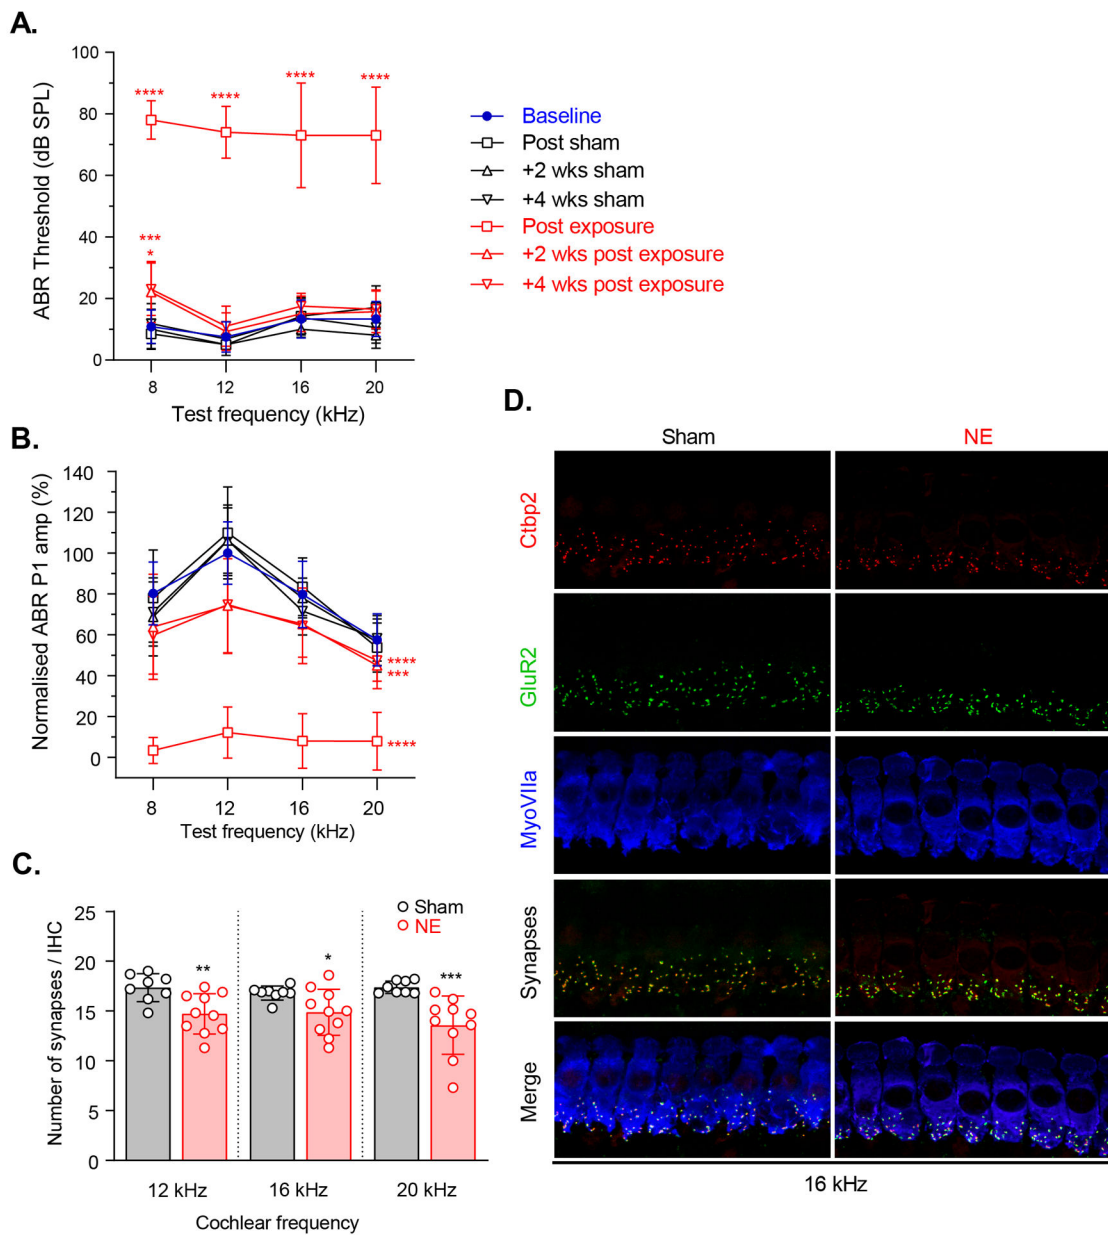 A.
100
80
60
40
20
0
ABR Threshold (dB SPL)
****
****
****
****
***
*
8
12
16
20
Test frequency (kHz)
Baseline
Post sham
+2 wks sham
+4 wks sham
Post exposure
+2 wks post exposure
+4 wks post exposure
B.
140
120
100
80
60
40
20
0
Normalised ABR P1 amp (%)
****
***
****
8
12
16
20
Test frequency (kHz)
C.
25
20
15
10
5
0
Number of synapses / IHC
Sham
NE
**
*
***
12 kHz
16 kHz
20 kHz
Cochlear frequency
D.
Sham
NE
Ctbp2
GluR2
MyoVIIa
Synapses
Merge
16 kHz